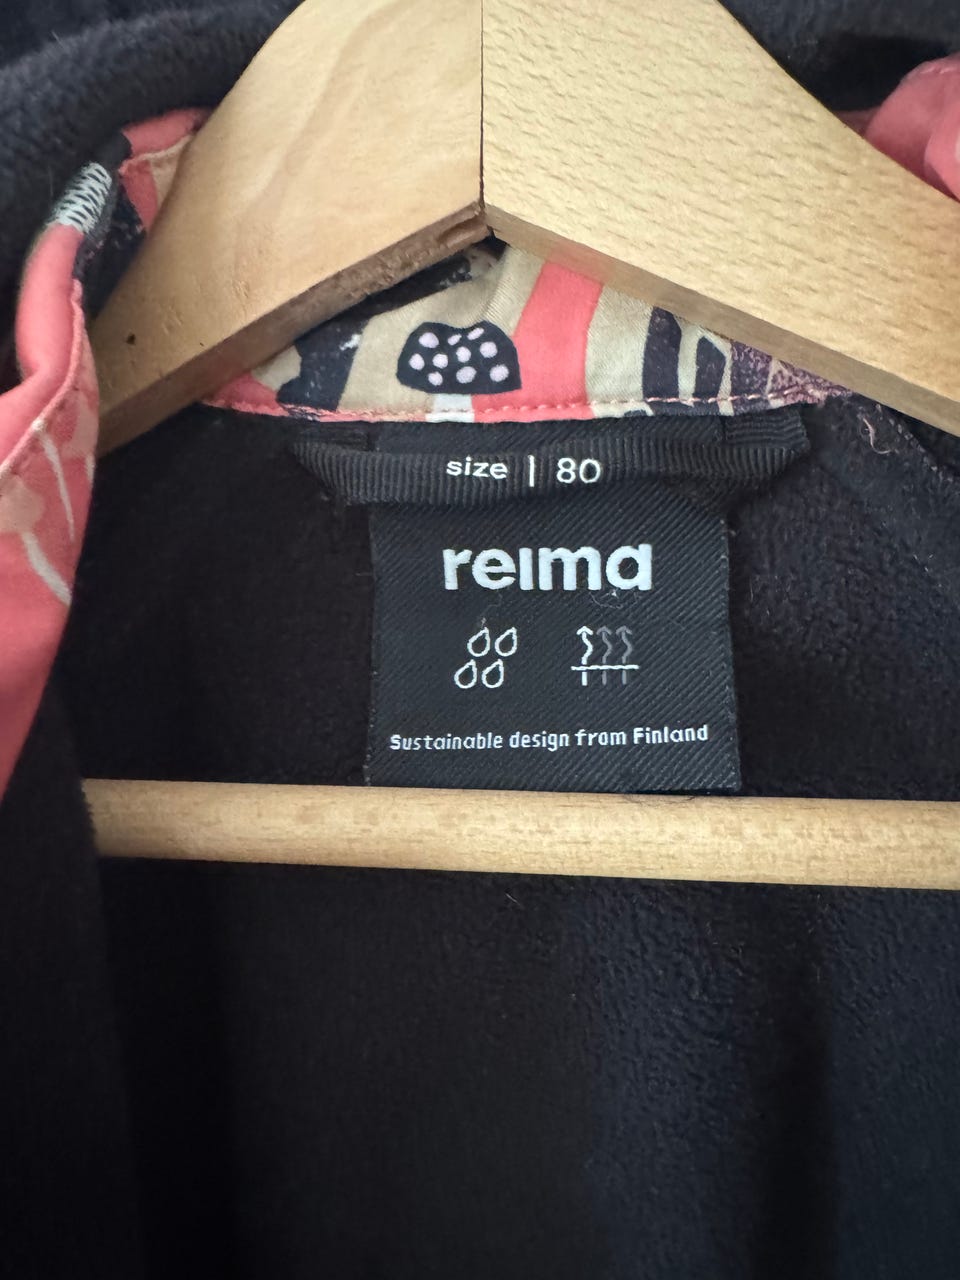 size | 80
reima
Sustainable design from Finland